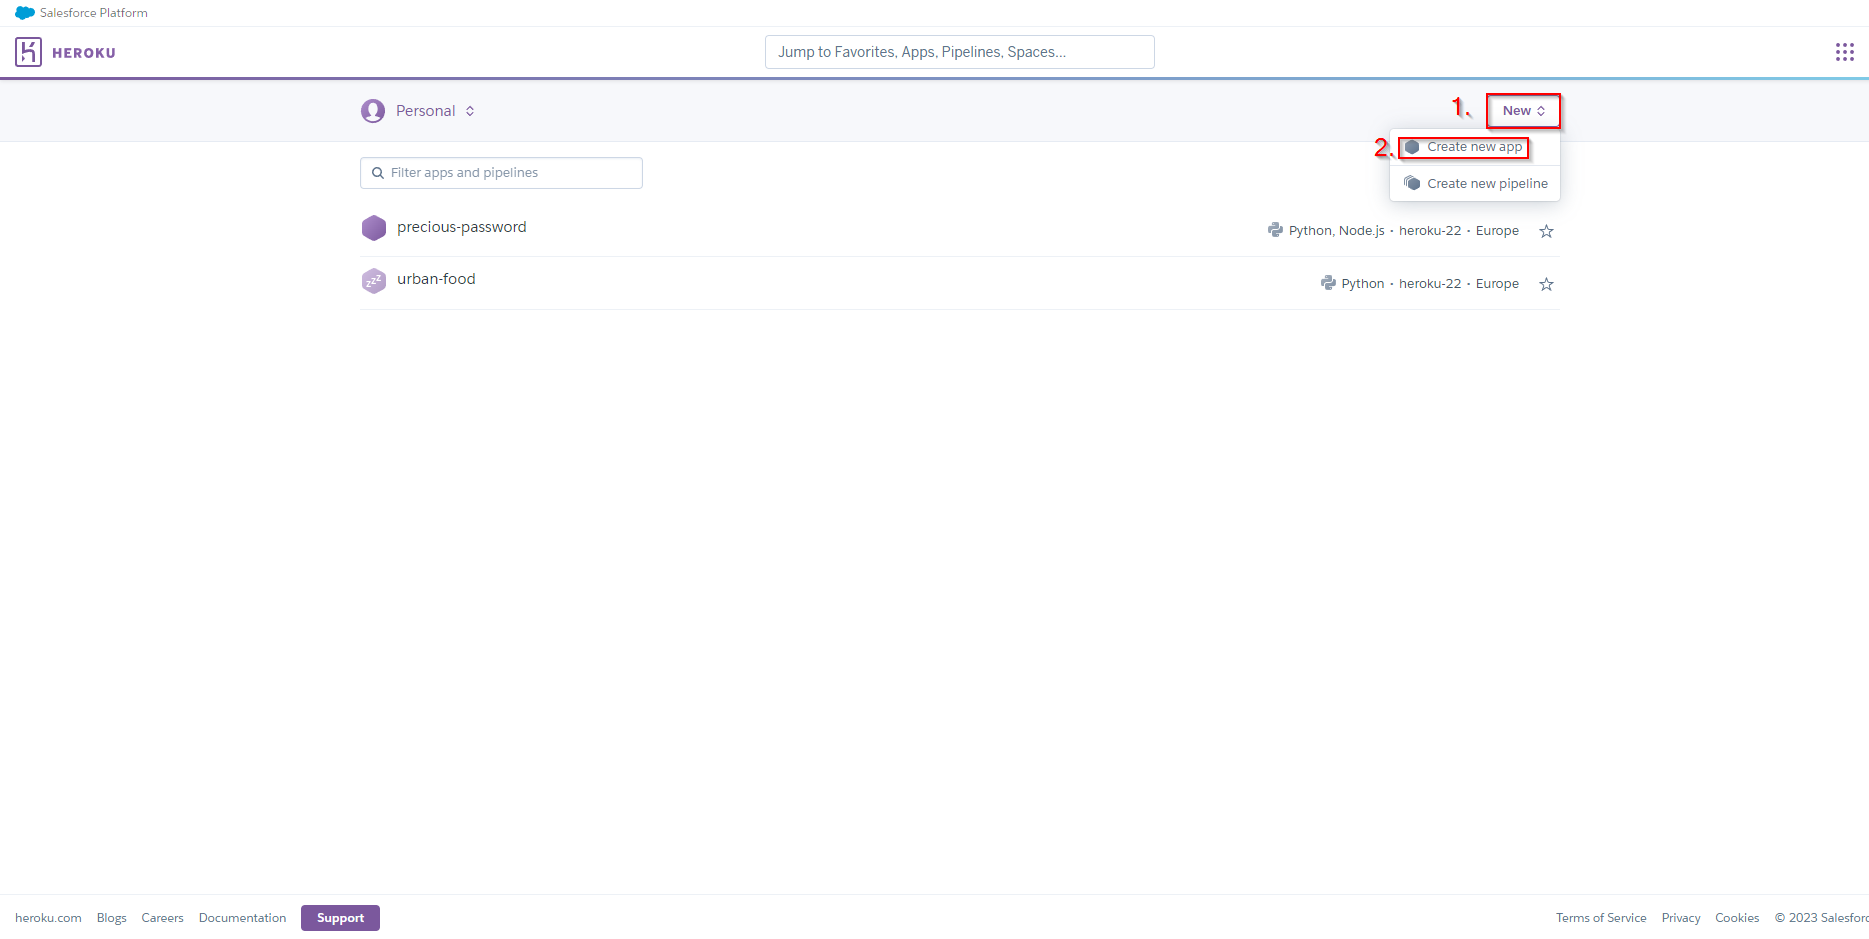 Salesforce Platform
HEROKU
Jump to Favorites, Apps, Pipelines, Spaces...
Personal
1.
New
2.
Create new app
Create new pipeline
Filter apps and pipelines
precious-password
Python, Node.js · heroku-22 · Europe
zzz
urban-food
Python · heroku-22 · Europe
heroku.com Blogs Careers Documentation Support Terms of Service Privacy Cookies © 2023 Salesforc